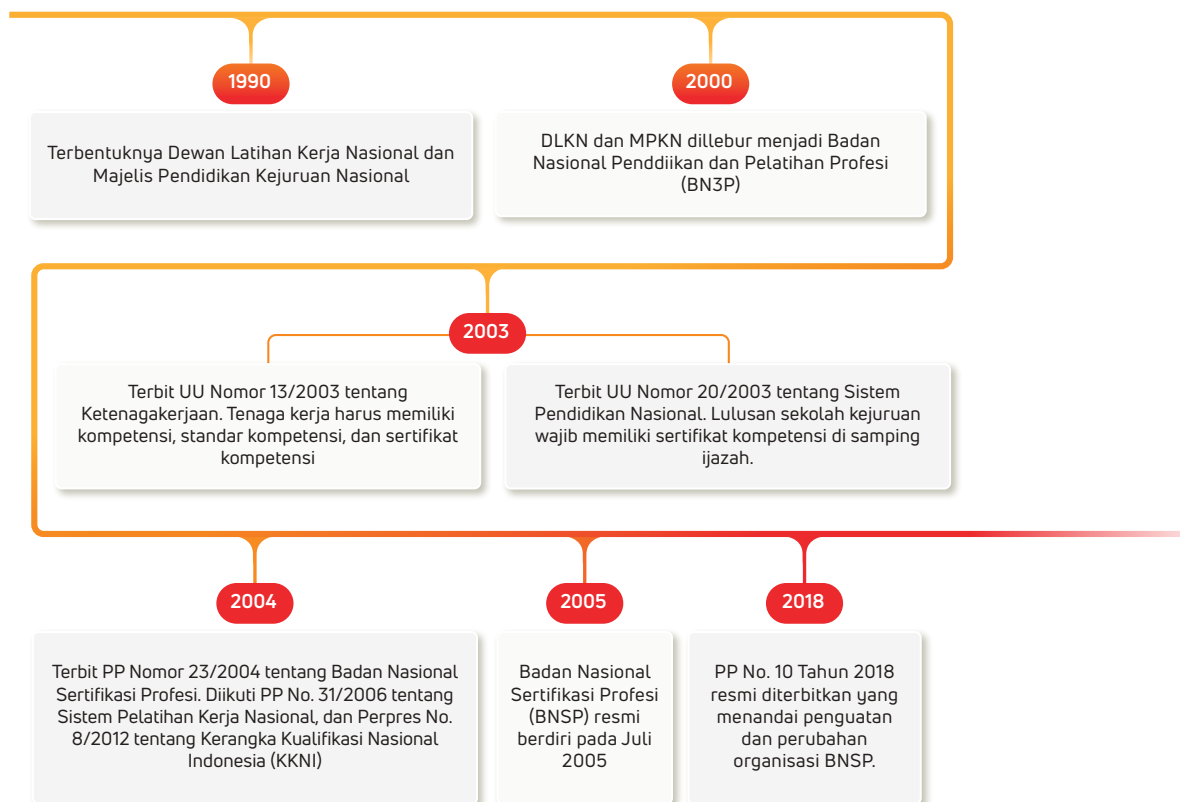 1990
Terbentuknya Dewan Latihan Kerja Nasional dan
Majelis Pendidikan Kejuruan Nasional
2000
DLKN dan MPKN dillebur menjadi Badan
Nasional Penddiikan dan Pelatihan Profesi
(BN3P)
2003
Terbit UU Nomor 13/2003 tentang
Ketenagakerjaan. Tenaga kerja harus memiliki
kompetensi, standar kompetensi, dan sertifikat
kompetensi
Terbit UU Nomor 20/2003 tentang Sistem
Pendidikan Nasional. Lulusan sekolah kejuruan
wajib memiliki sertifikat kompetensi di samping
ijazah.
2004
Terbit PP Nomor 23/2004 tentang Badan Nasional
Sertifikasi Profesi. Diikuti PP No. 31/2006 tentang
Sistem Pelatihan Kerja Nasional, dan Perpres No.
8/2012 tentang Kerangka Kualifikasi Nasional
Indonesia (KKNI)
2005
Badan Nasional
Sertifikasi Profesi
(BNSP) resmi
berdiri pada Juli
2005
2018
PP No. 10 Tahun 2018
resmi diterbitkan yang
menandai penguatan
dan perubahan
organisasi BNSP.